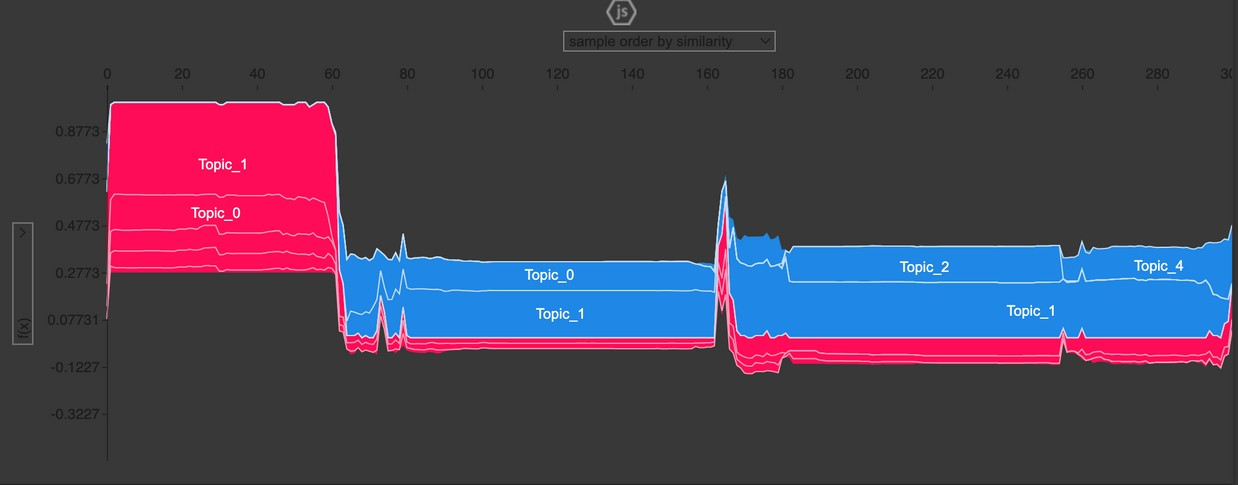 js
sample order by similarity
0 20 40 60 80 100 120 140 160 180 200 220 240 260 280 30
0.8773
0.6773
0.4773
0.2773
0.07731
-0.1227
-0.3227
f(x)
Topic_1
Topic_0
Topic_0
Topic_1
Topic_2
Topic_4
Topic_1